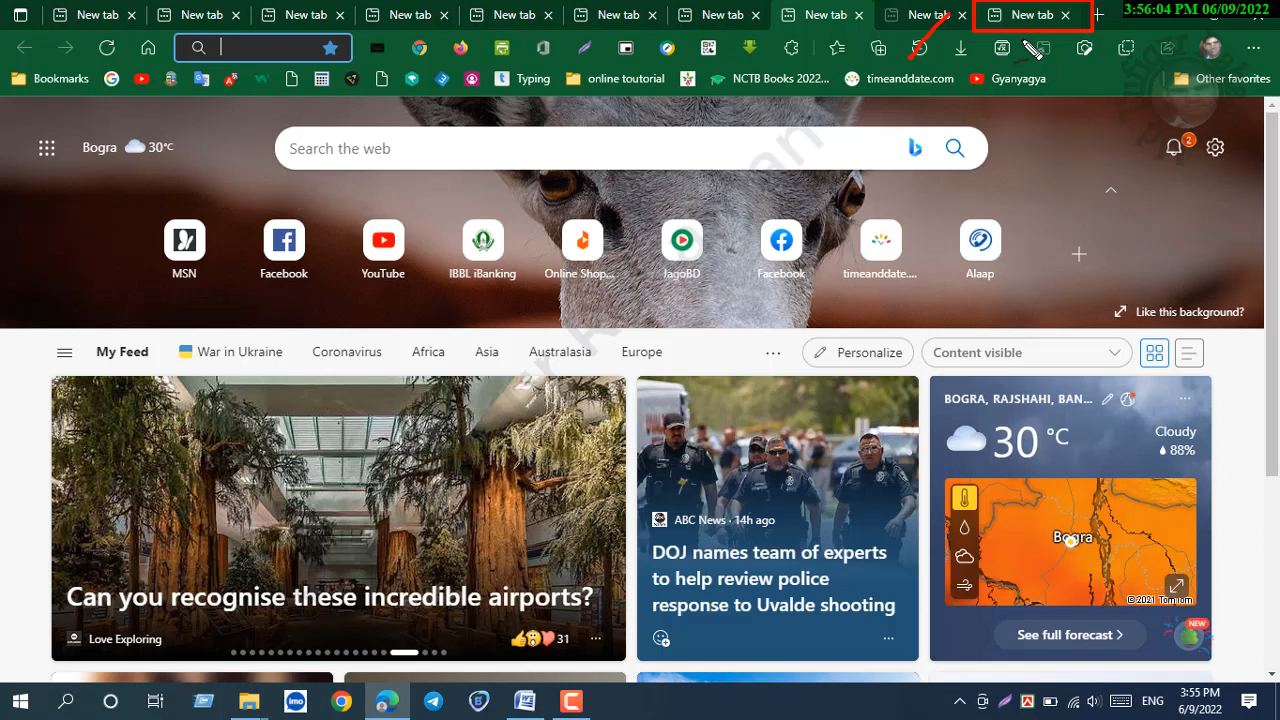 New tab New tab New tab New tab New tab New tab New tab New tab New tab New tab
3:56:04 PM 06/09/2022
Bookmarks Typing online toutorial NCTB Books 2022... timeanddate.com Gyanyagya Other favorites
Bogra 30°C
Search the web
2
MSN Facebook YouTube IBBL iBanking Online Shop... JagoBD Facebook timeanddate.... Alaap
Like this background?
My Feed War in Ukraine Coronavirus Africa Asia Australasia Europe ... Personalize Content visible
BOGRA, RAJSHAHI, BAN...
30 °C
Cloudy
88%
ABC News · 14h ago
DOJ names team of experts
to help review police
response to Uvalde shooting
Bogra
© 2021 TomTom
Can you recognise these incredible airports?
Love Exploring 31
See full forecast
NEW
imo W ENG
3:55 PM
6/9/2022